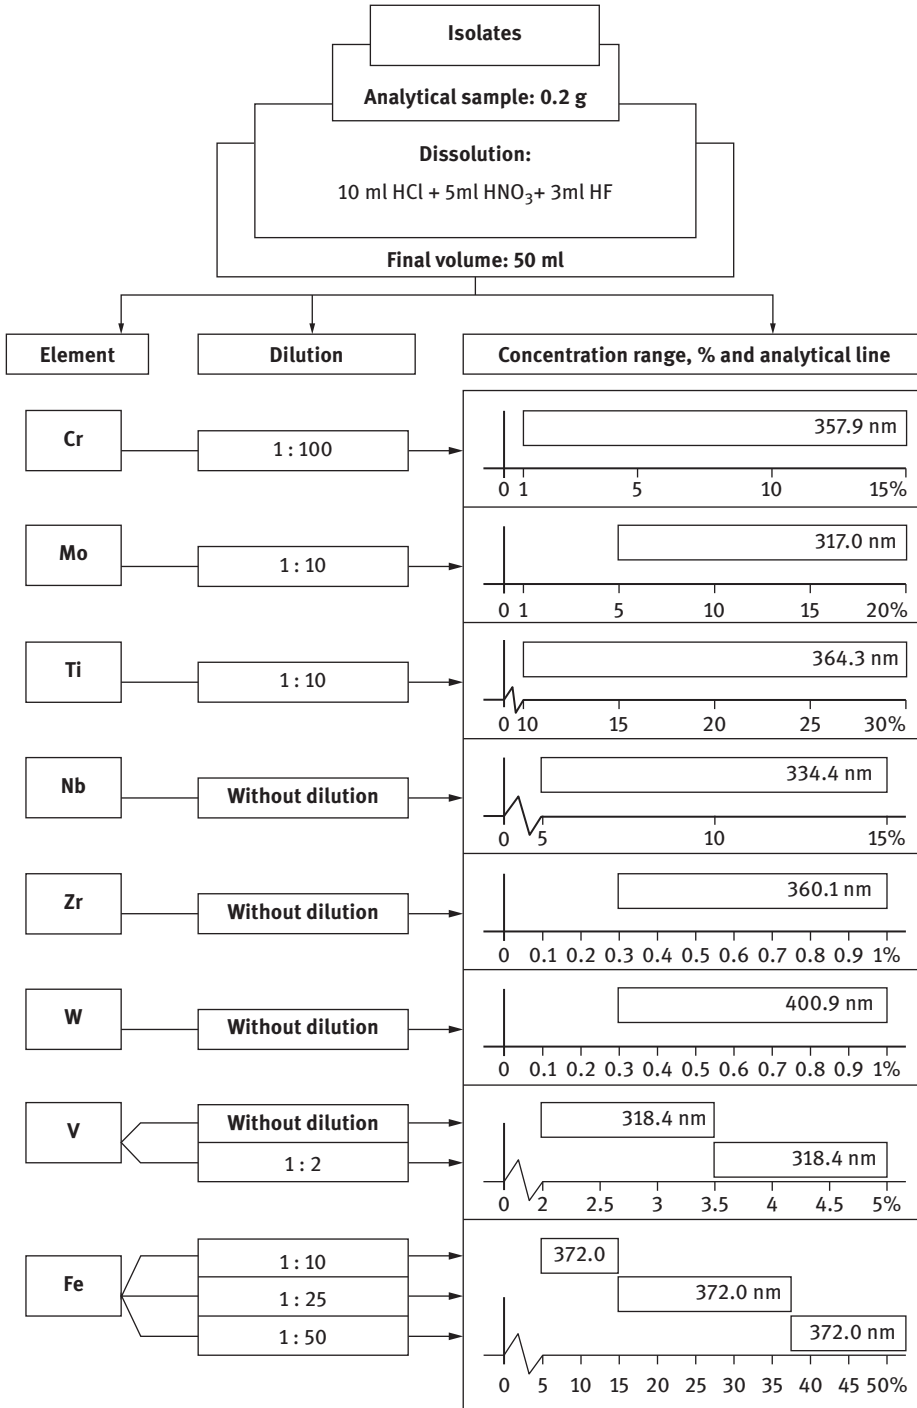 Isolates
Analytical sample: 0.2 g
Dissolution:
10 ml HCl + 5ml HNO3+ 3ml HF
Final volume: 50 ml
Element Dilution Concentration range, % and analytical line
Cr 1 : 100 357.9 nm
0 1 5 10 15%
Mo 1 : 10 317.0 nm
0 1 5 10 15 20%
Ti 1 : 10 364.3 nm
0 10 15 20 25 30%
Nb Without dilution 334.4 nm
0 5 10 15%
Zr Without dilution 360.1 nm
0 0.1 0.2 0.3 0.4 0.5 0.6 0.7 0.8 0.9 1%
W Without dilution 400.9 nm
0 0.1 0.2 0.3 0.4 0.5 0.6 0.7 0.8 0.9 1%
V Without dilution 318.4 nm
1 : 2 318.4 nm
0 2 2.5 3 3.5 4 4.5 5%
Fe 1 : 10 372.0
1 : 25 372.0 nm
1 : 50 372.0 nm
0 5 10 15 20 25 30 35 40 45 50%